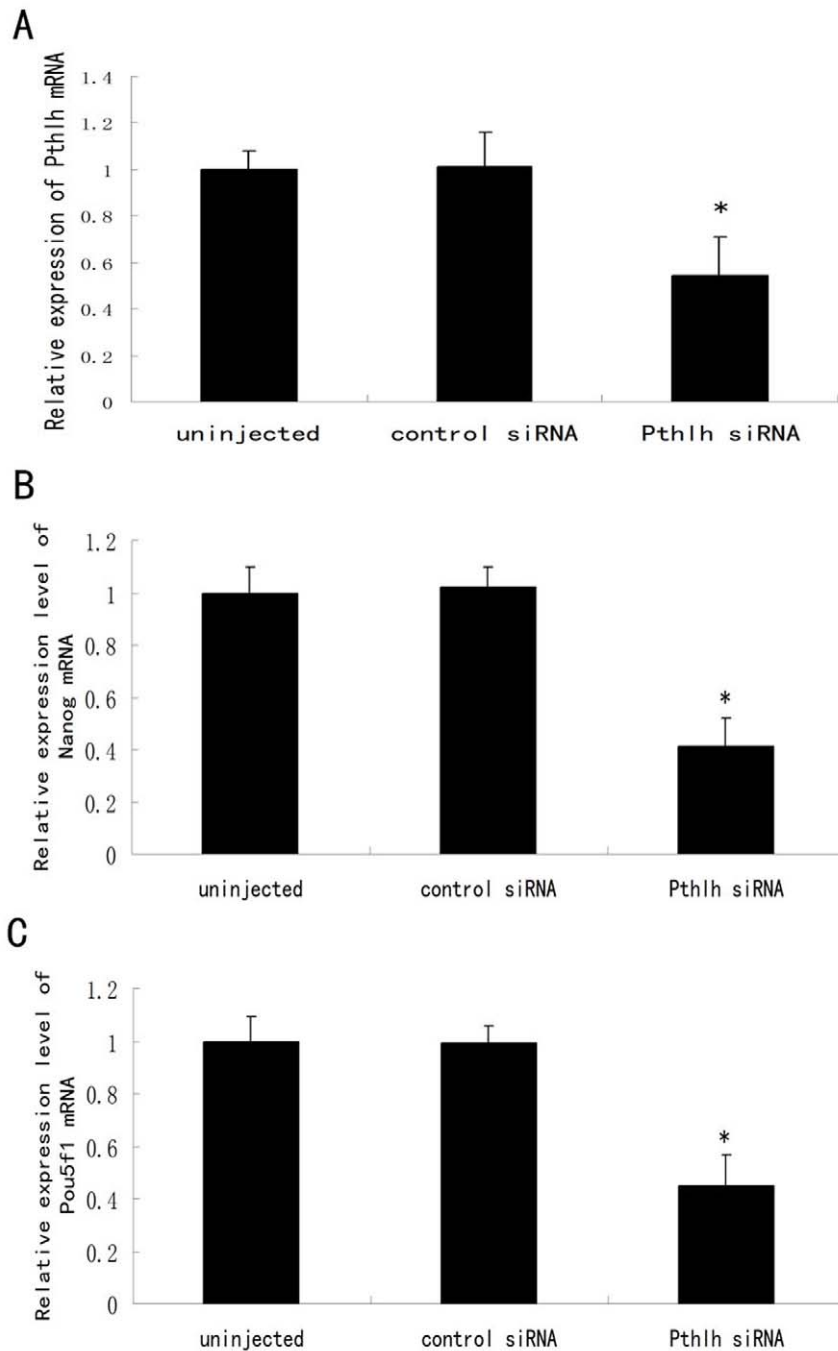 A
Relative expression of Pthlh mRNA
1.4
1.2
1
0.8
0.6
0.4
0.2
0
*
uninjected control siRNA Pthlh siRNA
B
Relative expression level of
Nanog mRNA
1.2
1
0.8
0.6
0.4
0.2
0
*
uninjected control siRNA Pthlh siRNA
C
Relative expression level of
Pou5f1 mRNA
1.2
1
0.8
0.6
0.4
0.2
0
*
uninjected control siRNA Pthlh siRNA